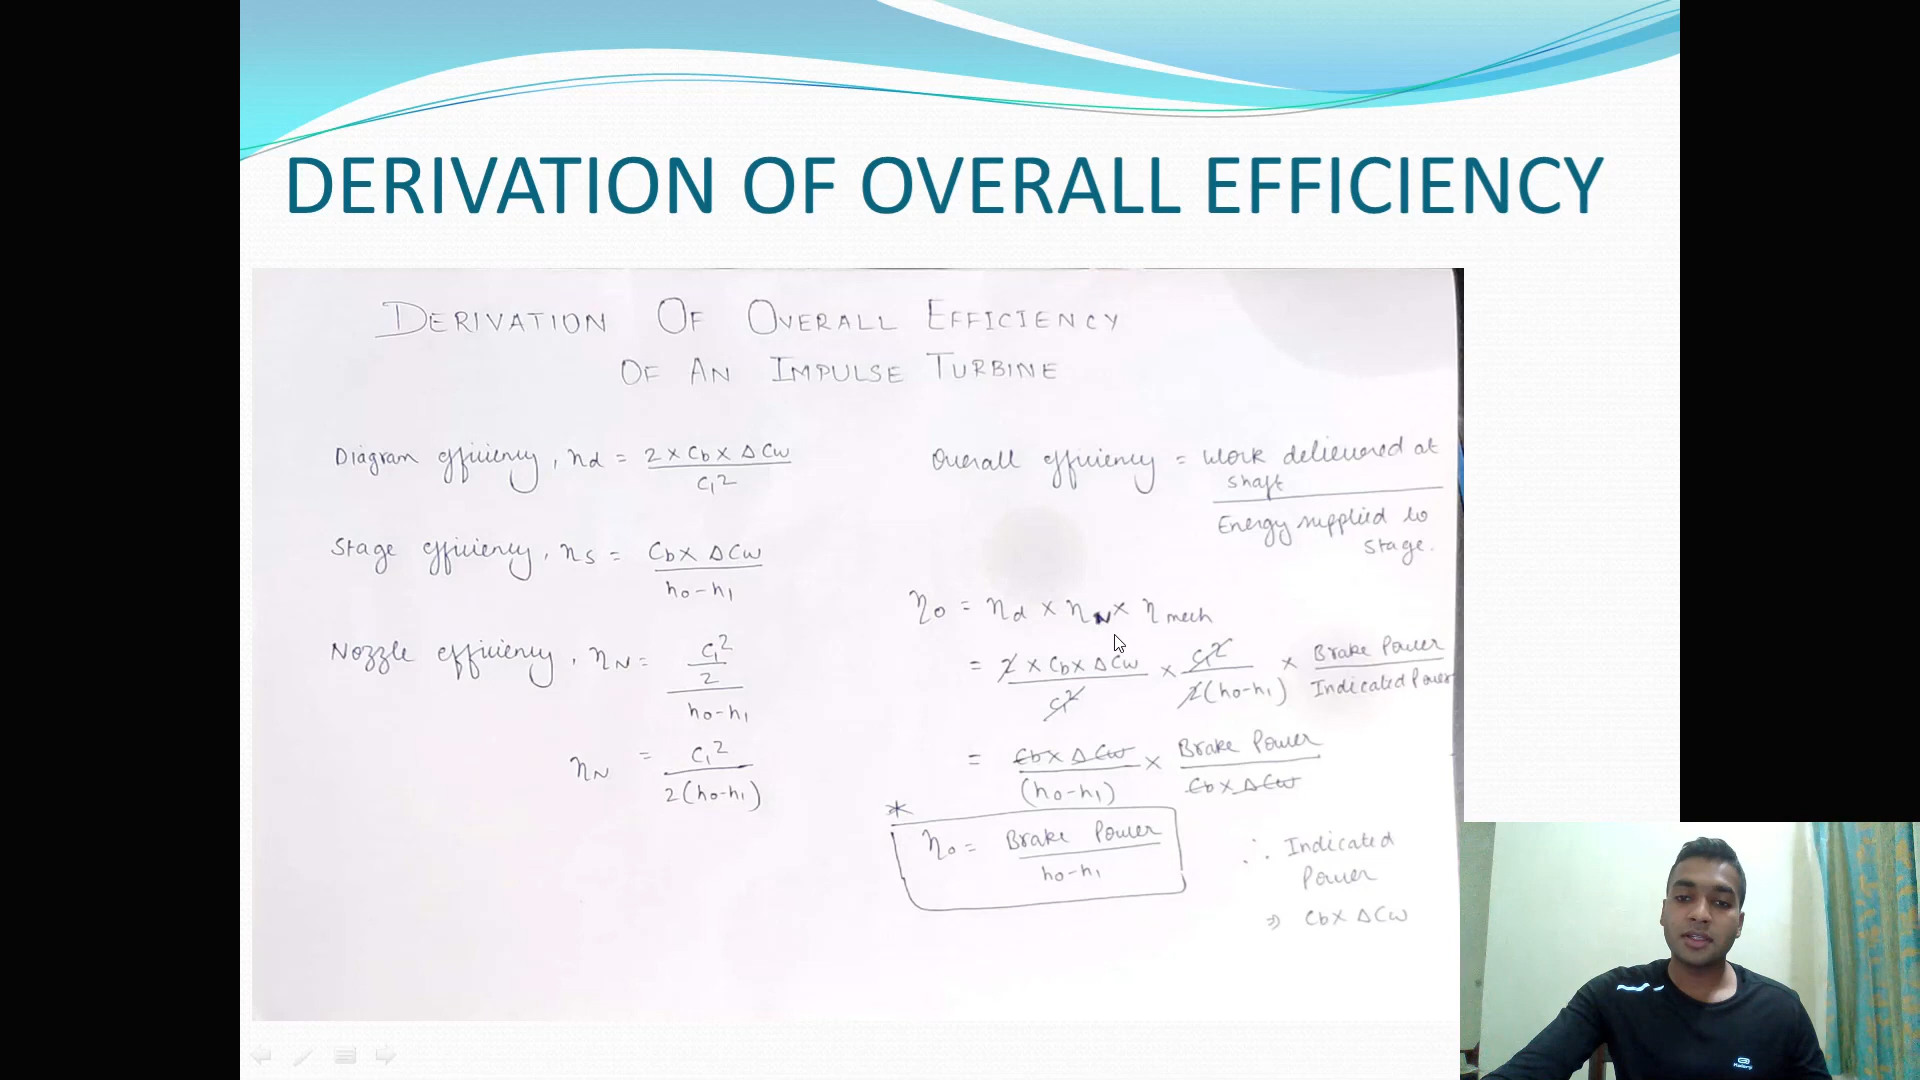 DERIVATION OF OVERALL EFFICIENCY
DERIVATION OF OVERALL EFFICIENCY
OF AN IMPULSE TURBINE
Diagram efficiency, ηd = 2 × Cb × ΔCw / C₁²
Stage efficiency, ηs = Cb × ΔCw / h₀-h₁
Nozzle efficiency, ηN = C₁²/2 / h₀-h₁
ηN = C₁² / 2(h₀-h₁)
Overall efficiency = Work delievered at
shaft
Energy supplied to
stage.
η₀ = ηd × ηN × η mech
= 2 × Cb × ΔCw / C₁² × C₁² / 2(h₀-h₁) × Brake Power / Indicated Power
= Cb × ΔCw / (h₀-h₁) × Brake Power / Cb × ΔCw
*
η₀ = Brake Power / h₀-h₁
∴ Indicated
Power
⇒ Cb × ΔCw